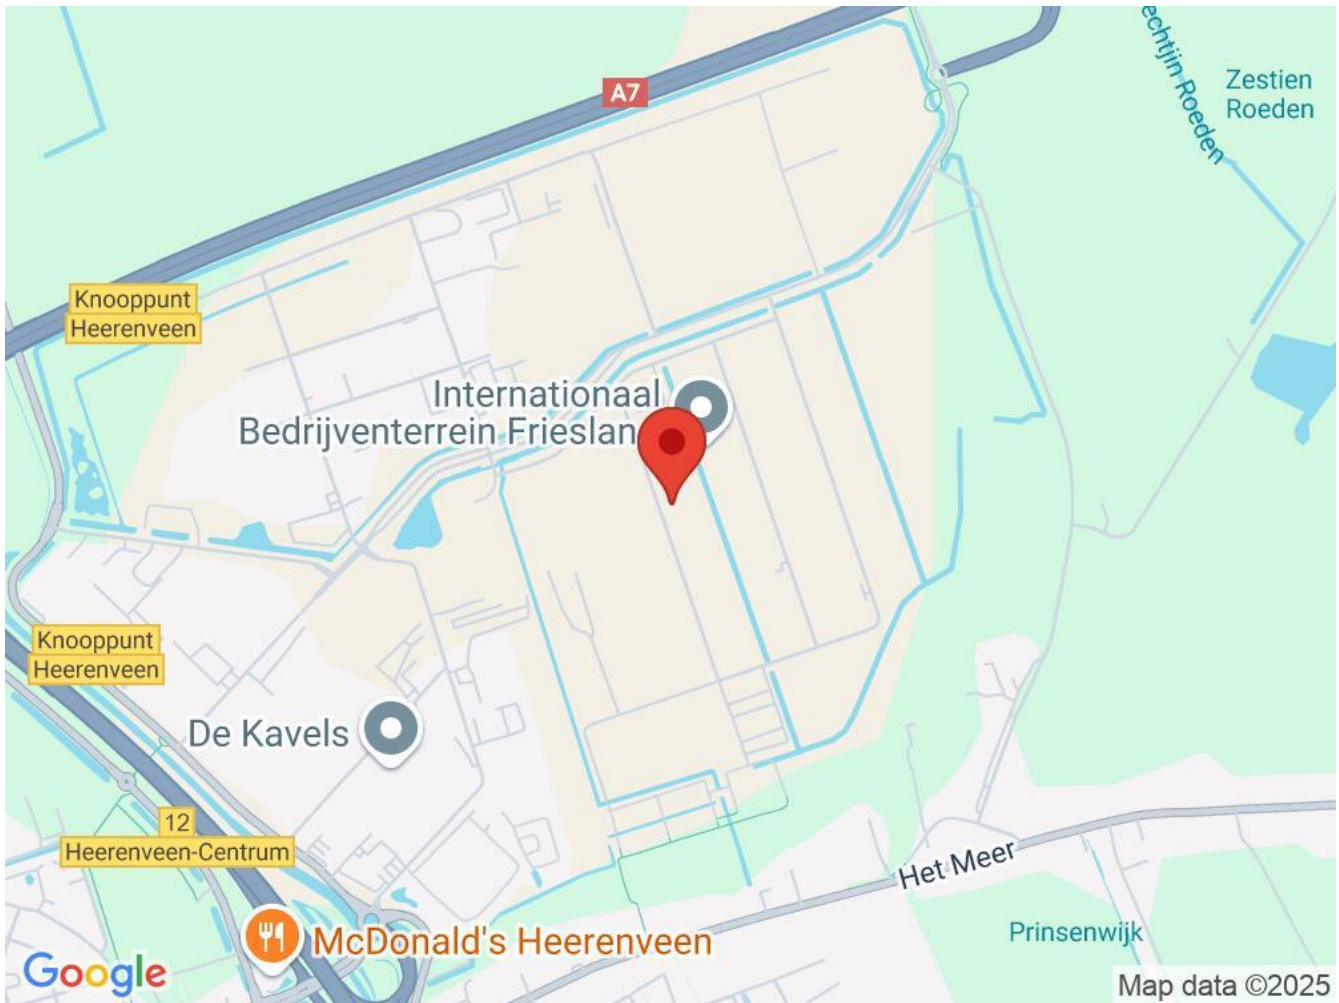 A7
echtjin Roeden
Zestien
Roeden
Knooppunt
Heerenveen
Internationaal
Bedrijventerrein Frieslan
Knooppunt
Heerenveen
De Kavels
12
Heerenveen-Centrum
Het Meer
McDonald's Heerenveen
Prinsenwijk
Google
Map data ©2025